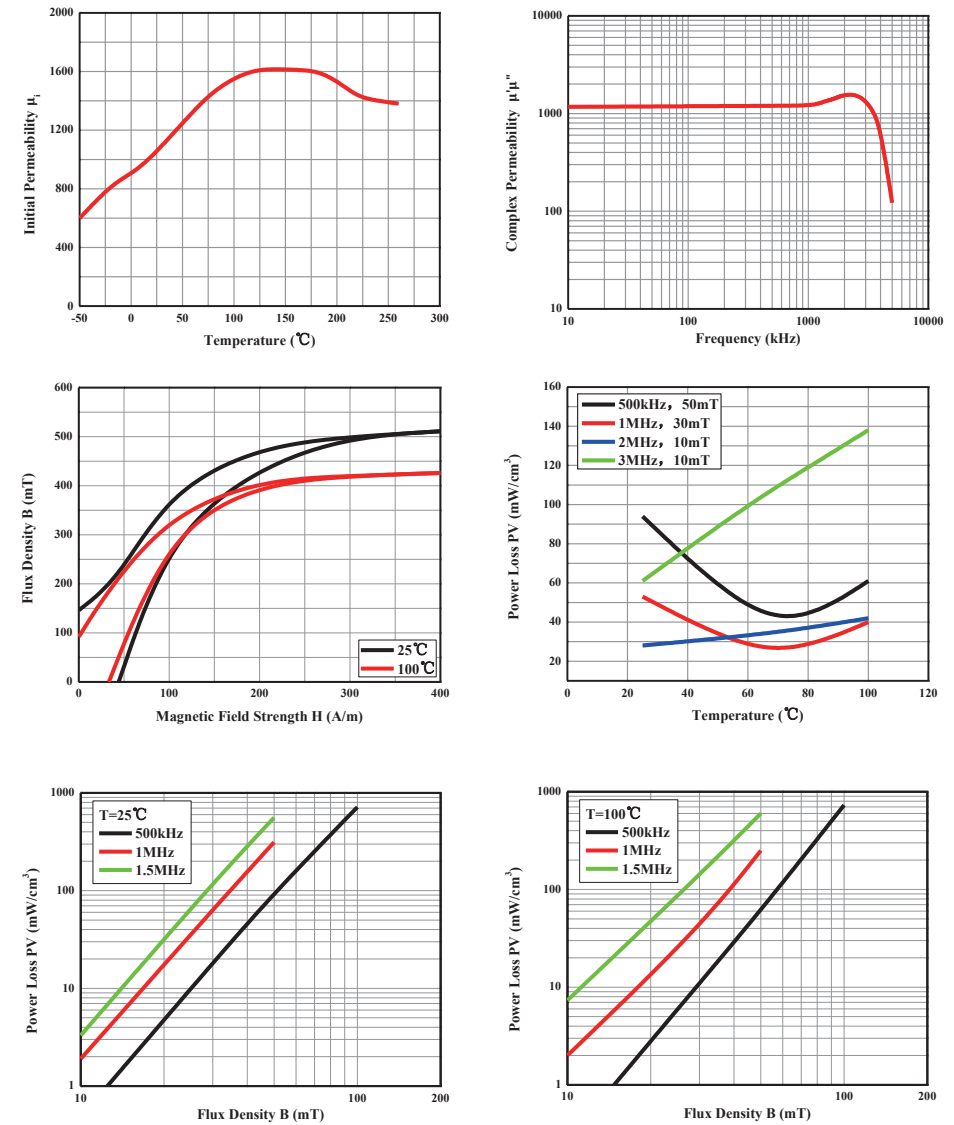 2000
1600
1200
800
400
0
-50 0 50 100 150 200 250 300
Initial Permeability μi
Temperature (℃)
10000
1000
100
10
10 100 1000 10000
Complex Permeability μ'μ"
Frequency (kHz)
600
500
400
300
200
100
0
0 100 200 300 400
Flux Density B (mT)
Magnetic Field Strength H (A/m)
25℃
100℃
160
140
120
100
80
60
40
20
0 20 40 60 80 100 120
Power Loss PV (mW/cm³)
Temperature (℃)
500kHz，50mT
1MHz，30mT
2MHz，10mT
3MHz，10mT
1000
100
10
1
10 100 200
Power Loss PV (mW/cm³)
Flux Density B (mT)
T=25℃
500kHz
1MHz
1.5MHz
1000
100
10
1
10 100 200
Power Loss PV (mW/cm³)
Flux Density B (mT)
T=100℃
500kHz
1MHz
1.5MHz